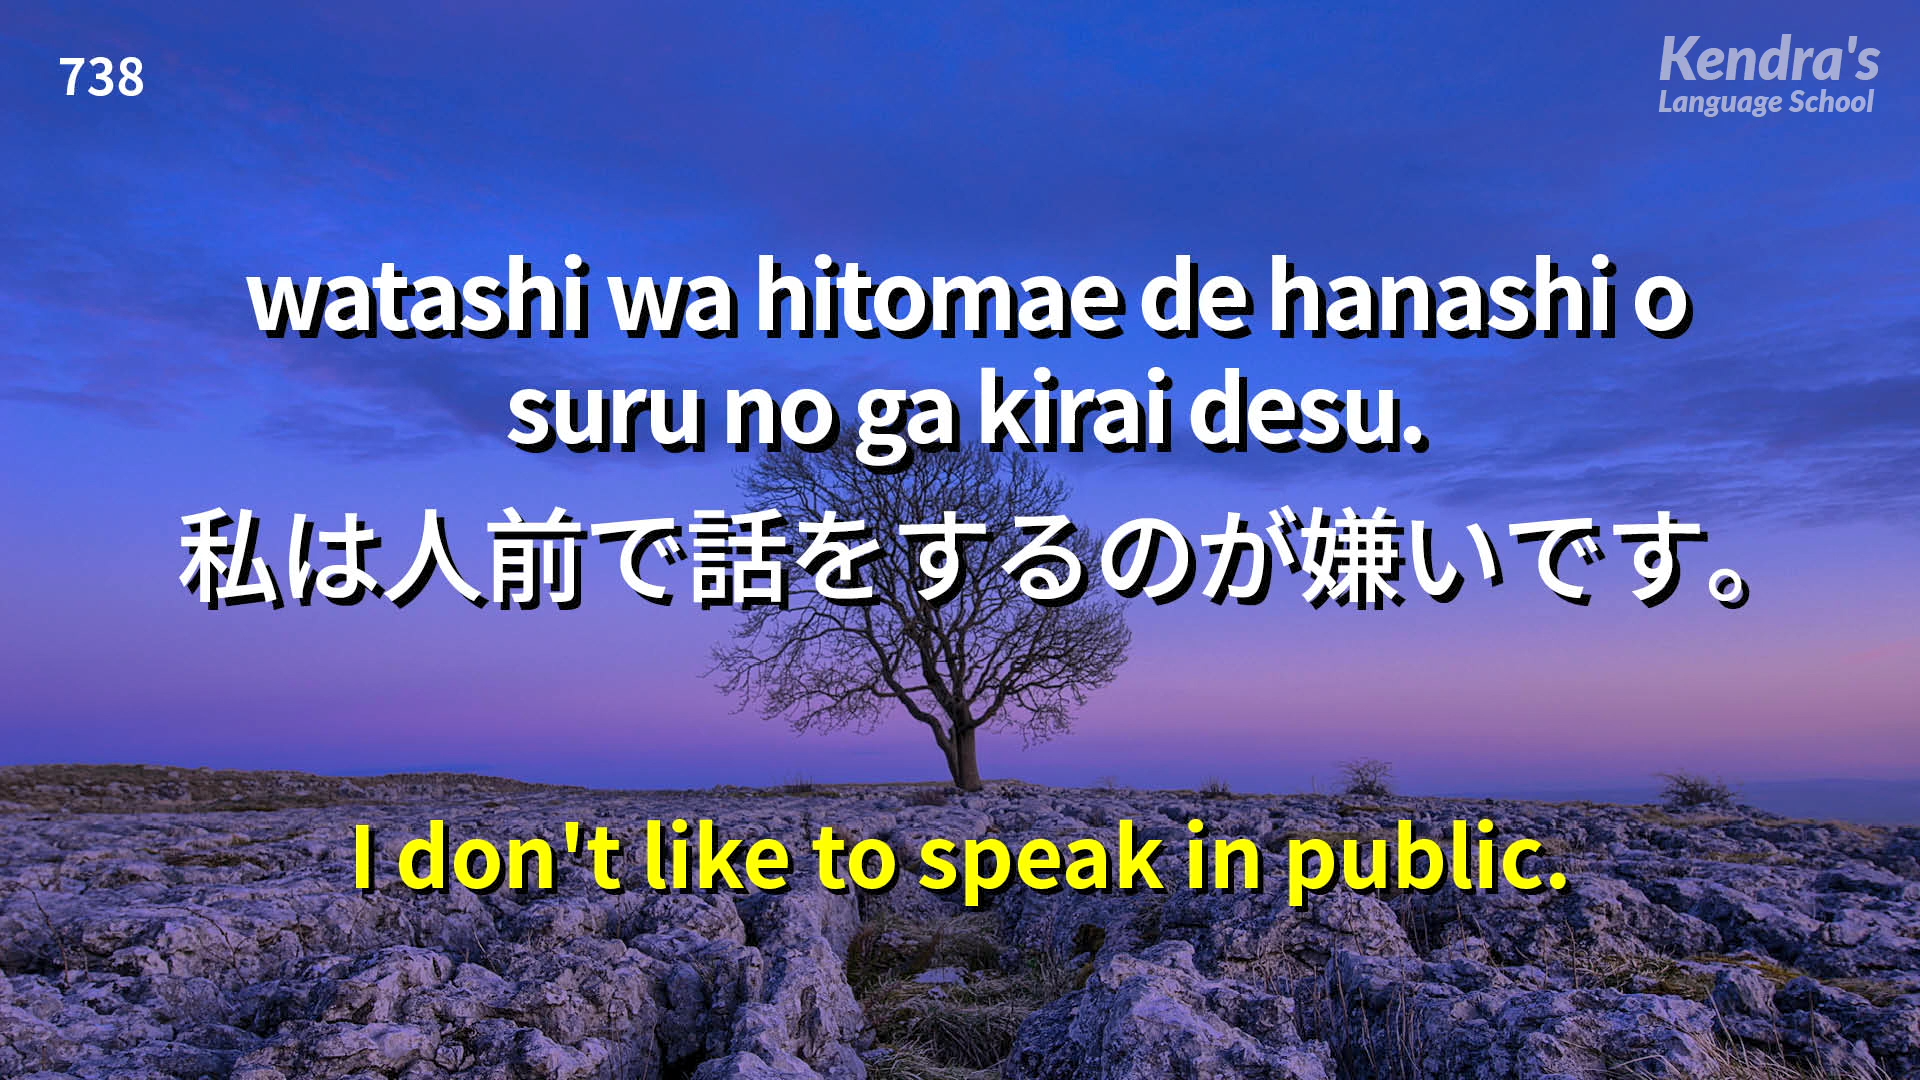 738
Kendra's
Language School
watashi wa hitomae de hanashi o
suru no ga kirai desu.
私は人前で話をするのが嫌いです。
I don't like to speak in public.